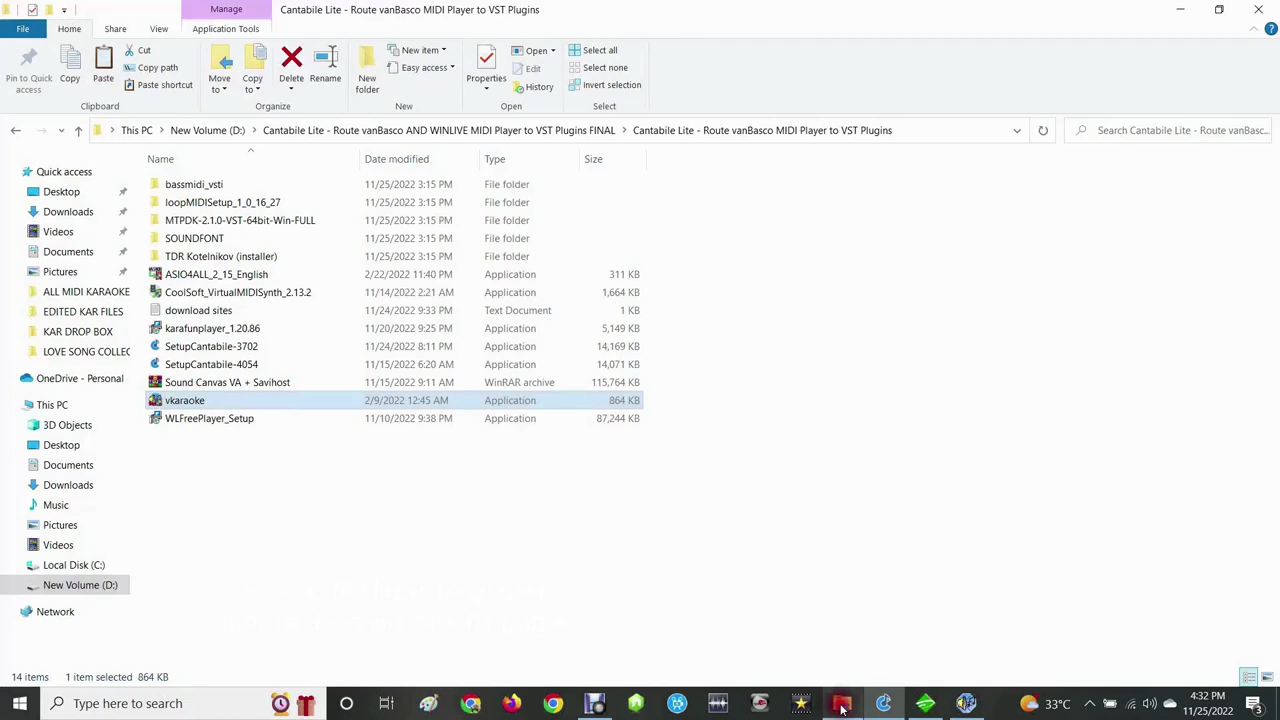 Manage
Cantabile Lite - Route vanBasco MIDI Player to VST Plugins
File
Home
Share
View
Application Tools
Pin to Quick access
Copy
Paste
Cut
Copy path
Paste shortcut
Clipboard
Move to
Copy to
Delete
Rename
Organize
New folder
New item
Easy access
New
Properties
Open
Edit
History
Open
Select all
Select none
Invert selection
Select
This PC > New Volume (D:) > Cantabile Lite - Route vanBasco AND WINLIVE MIDI Player to VST Plugins FINAL > Cantabile Lite - Route vanBasco MIDI Player to VST Plugins
Search Cantabile Lite - Route vanBasc...
Name Date modified Type Size
Quick access
Desktop
Downloads
Videos
Documents
Pictures
ALL MIDI KARAOKE
EDITED KAR FILES
KAR DROP BOX
LOVE SONG COLLEC
OneDrive - Personal
This PC
3D Objects
Desktop
Documents
Downloads
Music
Pictures
Videos
Local Disk (C:)
New Volume (D:)
Network
bassmidi_vsti 11/25/2022 3:15 PM File folder
loopMIDISetup_1_0_16_27 11/25/2022 3:15 PM File folder
MTPDK-2.1.0-VST-64bit-Win-FULL 11/25/2022 3:15 PM File folder
SOUNDFONT 11/25/2022 3:15 PM File folder
TDR Kotelnikov (installer) 11/25/2022 3:15 PM File folder
ASIO4ALL_2_15_English 2/22/2022 11:40 PM Application 311 KB
CoolSoft_VirtualMIDISynth_2.13.2 11/14/2022 2:21 AM Application 1,664 KB
download sites 11/24/2022 9:33 PM Text Document 1 KB
karafunplayer_1.20.86 11/20/2022 9:25 PM Application 5,149 KB
SetupCantabile-3702 11/24/2022 8:11 PM Application 14,169 KB
SetupCantabile-4054 11/15/2022 6:20 AM Application 14,071 KB
Sound Canvas VA + Savihost 11/15/2022 9:11 AM WinRAR archive 115,764 KB
vkaraoke 2/9/2022 12:45 AM Application 864 KB
WLFreePlayer_Setup 11/10/2022 9:38 PM Application 87,244 KB
14 items 1 item selected 864 KB
Type here to search
33°C
4:32 PM
11/25/2022
3